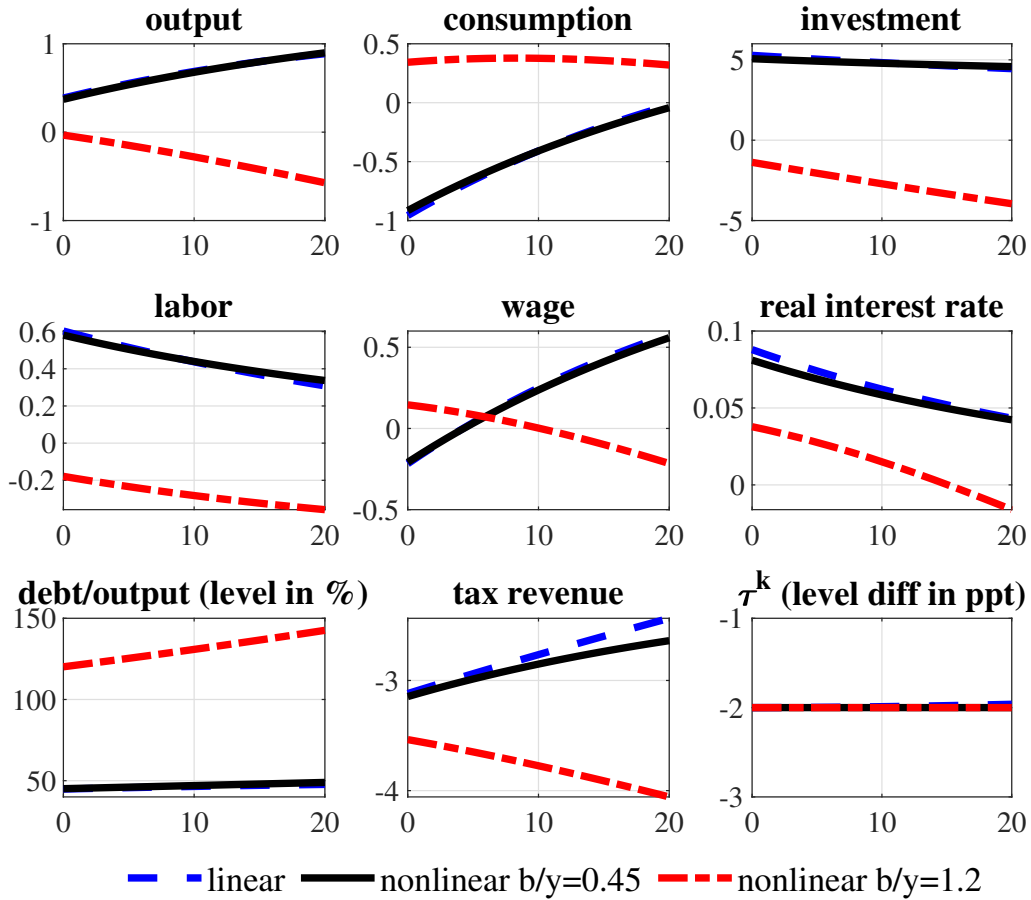 output consumption investment
1
0
-1
0 10 20
0.5
0
-0.5
-1
0 10 20
5
0
-5
0 10 20
labor wage real interest rate
0.6
0.4
0.2
0
-0.2
0 10 20
0.5
0
-0.5
0 10 20
0.1
0.05
0
0 10 20
debt/output (level in %) tax revenue τᵏ (level diff in ppt)
150
100
50
0 10 20
-3
-4
0 10 20
-1
-2
-3
0 10 20
linear nonlinear b/y=0.45 nonlinear b/y=1.2